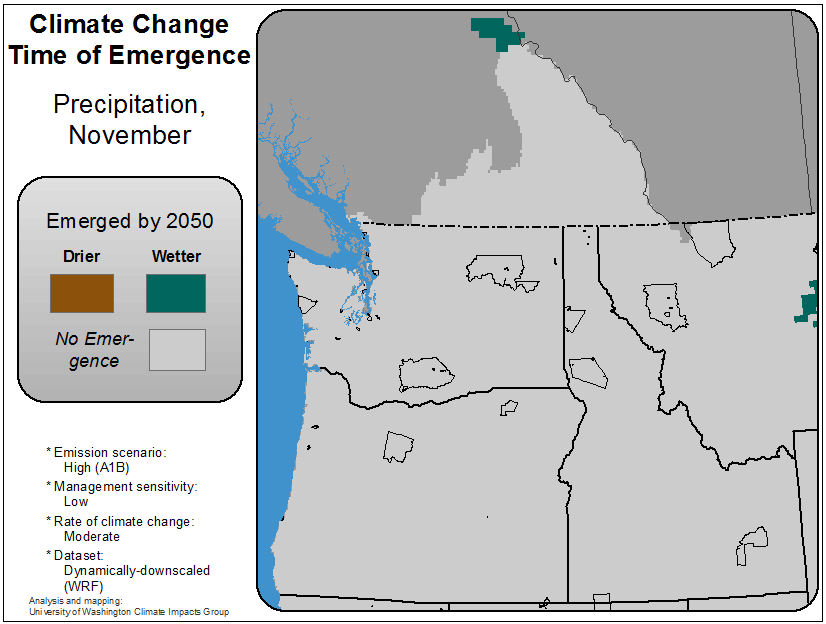 Climate Change
Time of Emergence
Precipitation,
November
Emerged by 2050
Drier Wetter
No Emer-
gence
* Emission scenario:
High (A1B)
* Management sensitivity:
Low
* Rate of climate change:
Moderate
* Dataset:
Dynamically-downscaled
(WRF)
Analysis and mapping:
University of Washington Climate Impacts Group